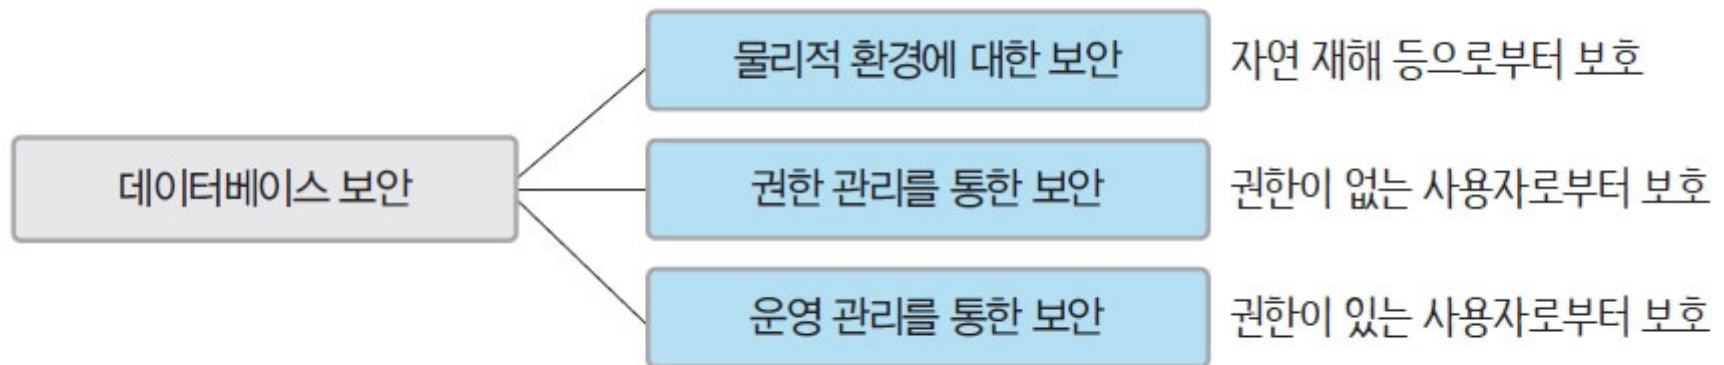 물리적 환경에 대한 보안 자연 재해 등으로부터 보호
데이터베이스 보안 권한 관리를 통한 보안 권한이 없는 사용자로부터 보호
운영 관리를 통한 보안 권한이 있는 사용자로부터 보호